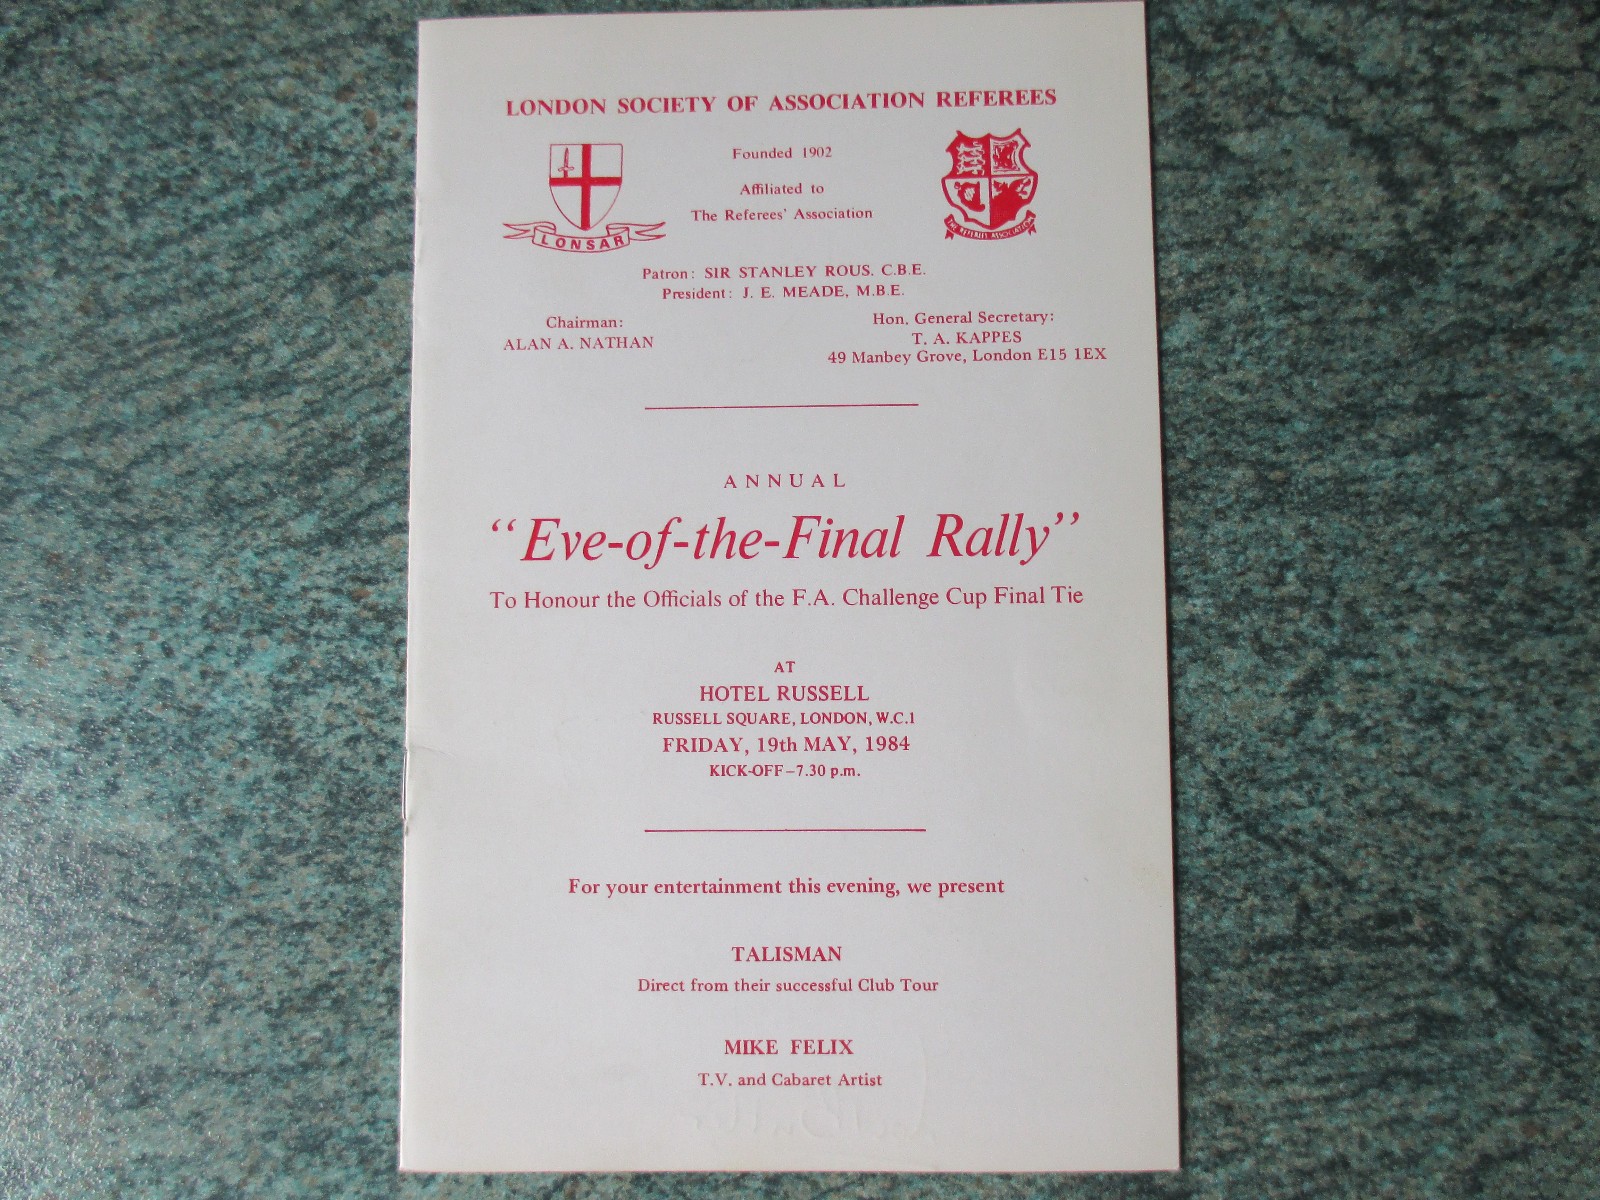 LONDON SOCIETY OF ASSOCIATION REFEREES
Founded 1902
Affiliated to
The Referees' Association
LONSAR
THE REFEREES' ASSOCIATION
Patron: SIR STANLEY ROUS. C.B.E.
President: J. E. MEADE, M.B.E.
Chairman:
ALAN A. NATHAN
Hon. General Secretary:
T. A. KAPPES
49 Manbey Grove, London E15 1EX
ANNUAL
"Eve-of-the-Final Rally"
To Honour the Officials of the F.A. Challenge Cup Final Tie
AT
HOTEL RUSSELL
RUSSELL SQUARE, LONDON, W.C.1
FRIDAY, 19th MAY, 1984
KICK-OFF–7.30 p.m.
For your entertainment this evening, we present
TALISMAN
Direct from their successful Club Tour
MIKE FELIX
T.V. and Cabaret Artist